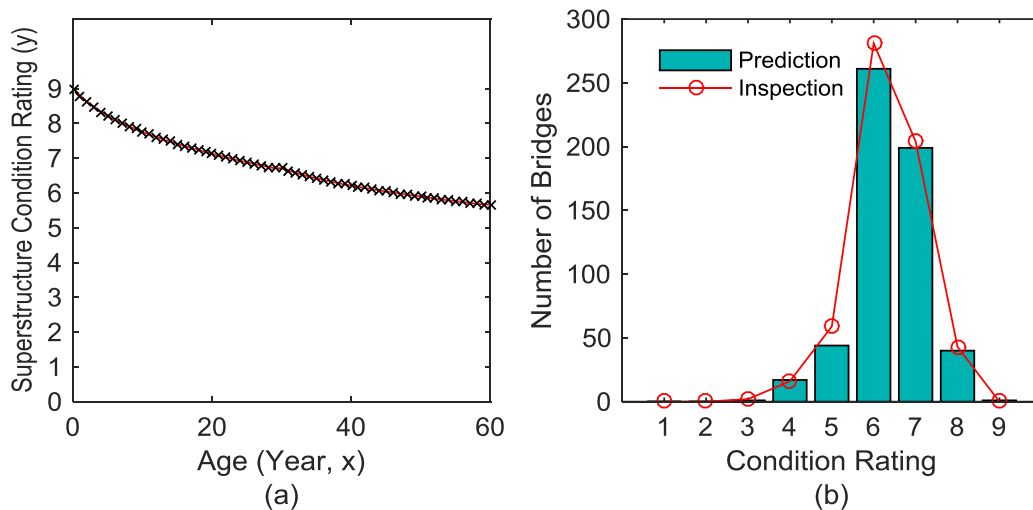 Superstructure Condition Rating (y)
9
8
7
6
5
4
3
2
1
0
0 20 40 60
Age (Year, x)
(a)
Number of Bridges
300
250
200
150
100
50
0
Prediction
Inspection
1 2 3 4 5 6 7 8 9
Condition Rating
(b)